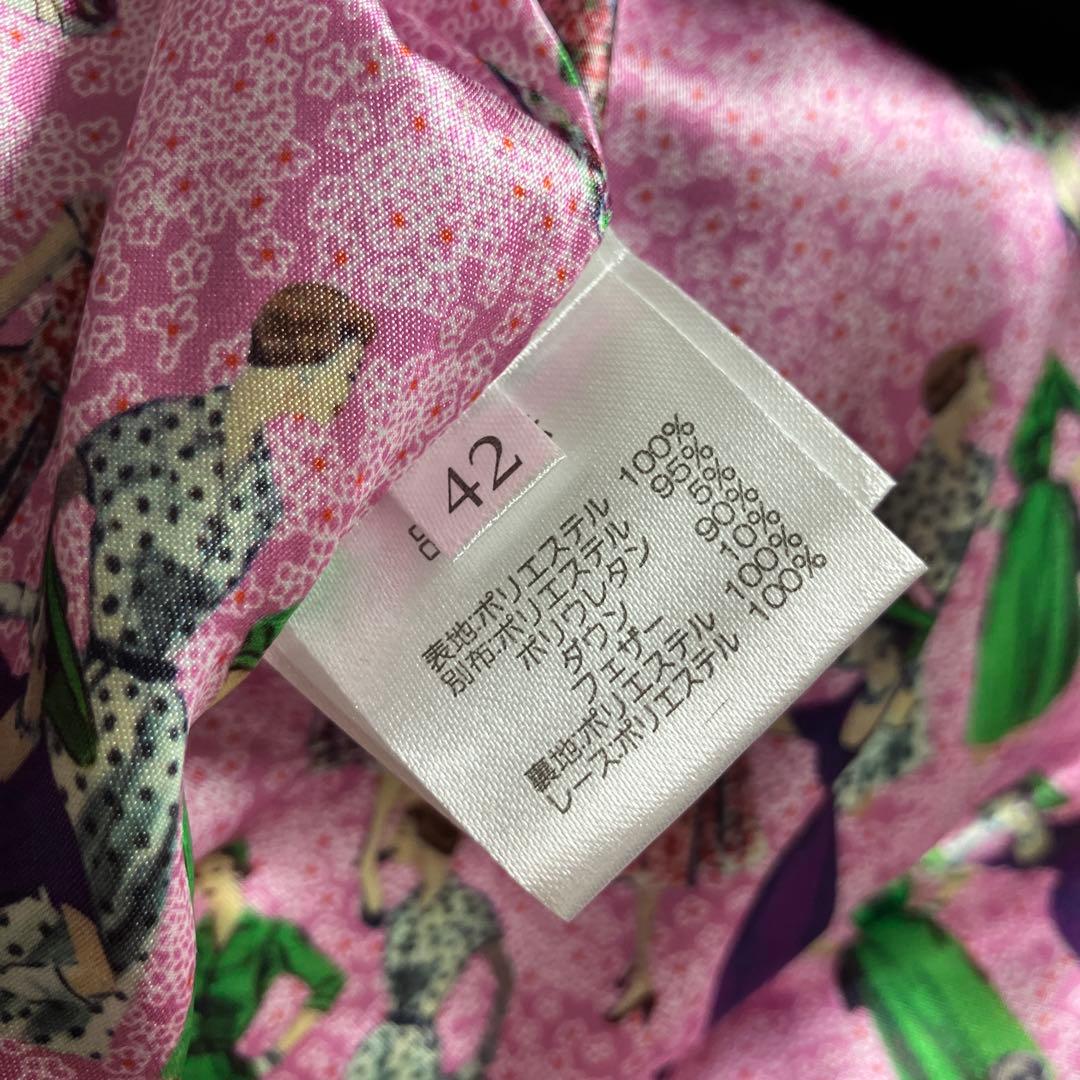 42
表地:ポリエステル 100%
別布:ポリエステル 95%
ポリウレタン 5%
ダウン 90%
フェザー 10%
裏地:ポリエステル 100%
レース:ポリエステル 100%